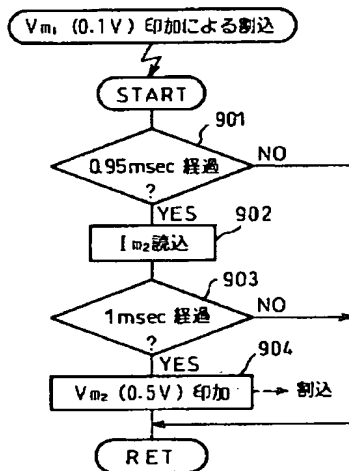 Vm₁ (0.1V) 印加による割込
START
901
0.95msec 経過
?
NO
YES
902
Im₂読込
903
1msec 経過
?
NO
YES
904
Vm₂ (0.5V) 印加
割込
RET